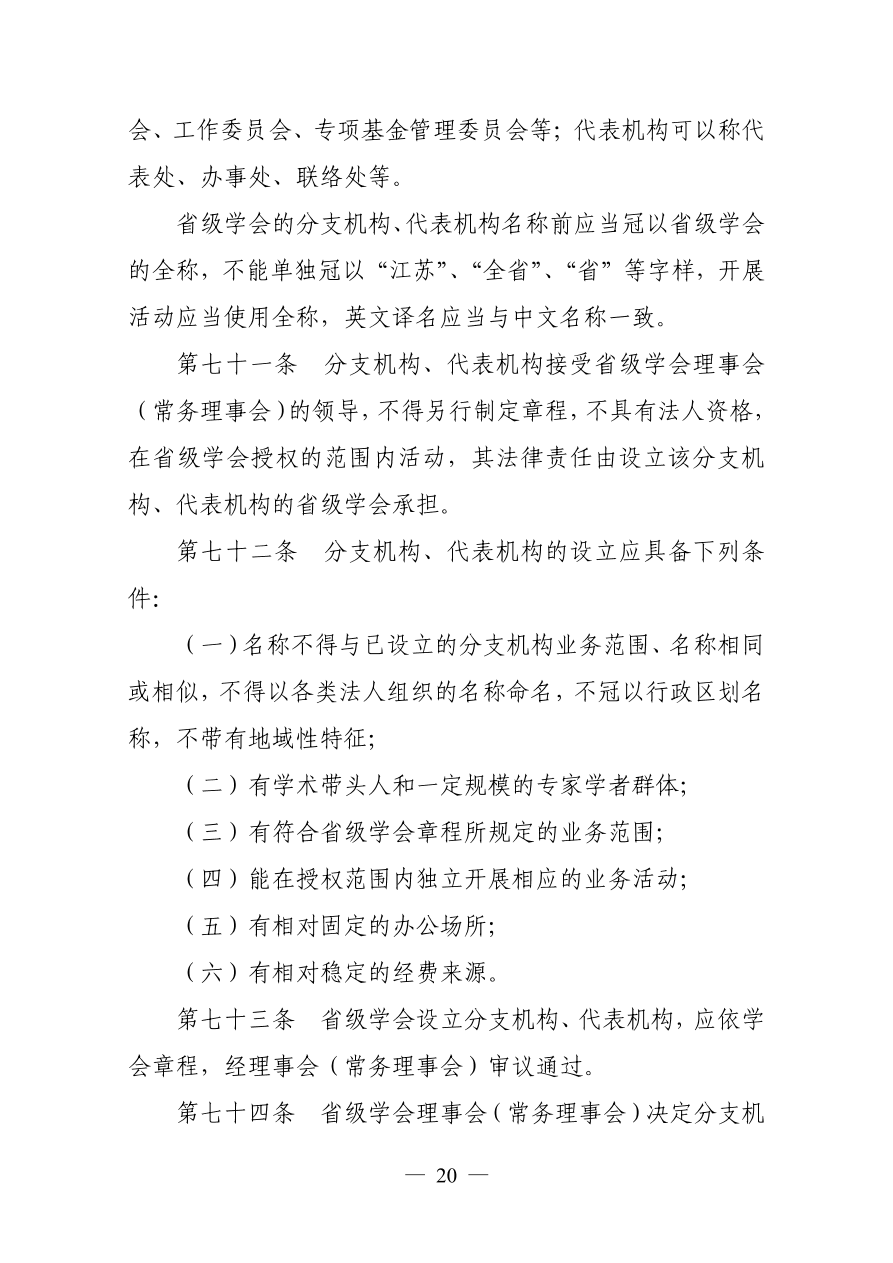 会、工作委员会、专项基金管理委员会等；代表机构可以称代
表处、办事处、联络处等。
省级学会的分支机构、代表机构名称前应当冠以省级学会
的全称，不能单独冠以“江苏”、“全省”、“省”等字样，开展
活动应当使用全称，英文译名应当与中文名称一致。
第七十一条　分支机构、代表机构接受省级学会理事会
（常务理事会）的领导，不得另行制定章程，不具有法人资格，
在省级学会授权的范围内活动，其法律责任由设立该分支机
构、代表机构的省级学会承担。
第七十二条　分支机构、代表机构的设立应具备下列条
件：
（一）名称不得与已设立的分支机构业务范围、名称相同
或相似，不得以各类法人组织的名称命名，不冠以行政区划名
称，不带有地域性特征；
（二）有学术带头人和一定规模的专家学者群体；
（三）有符合省级学会章程所规定的业务范围；
（四）能在授权范围内独立开展相应的业务活动；
（五）有相对固定的办公场所；
（六）有相对稳定的经费来源。
第七十三条　省级学会设立分支机构、代表机构，应依学
会章程，经理事会（常务理事会）审议通过。
第七十四条　省级学会理事会（常务理事会）决定分支机
— 20 —